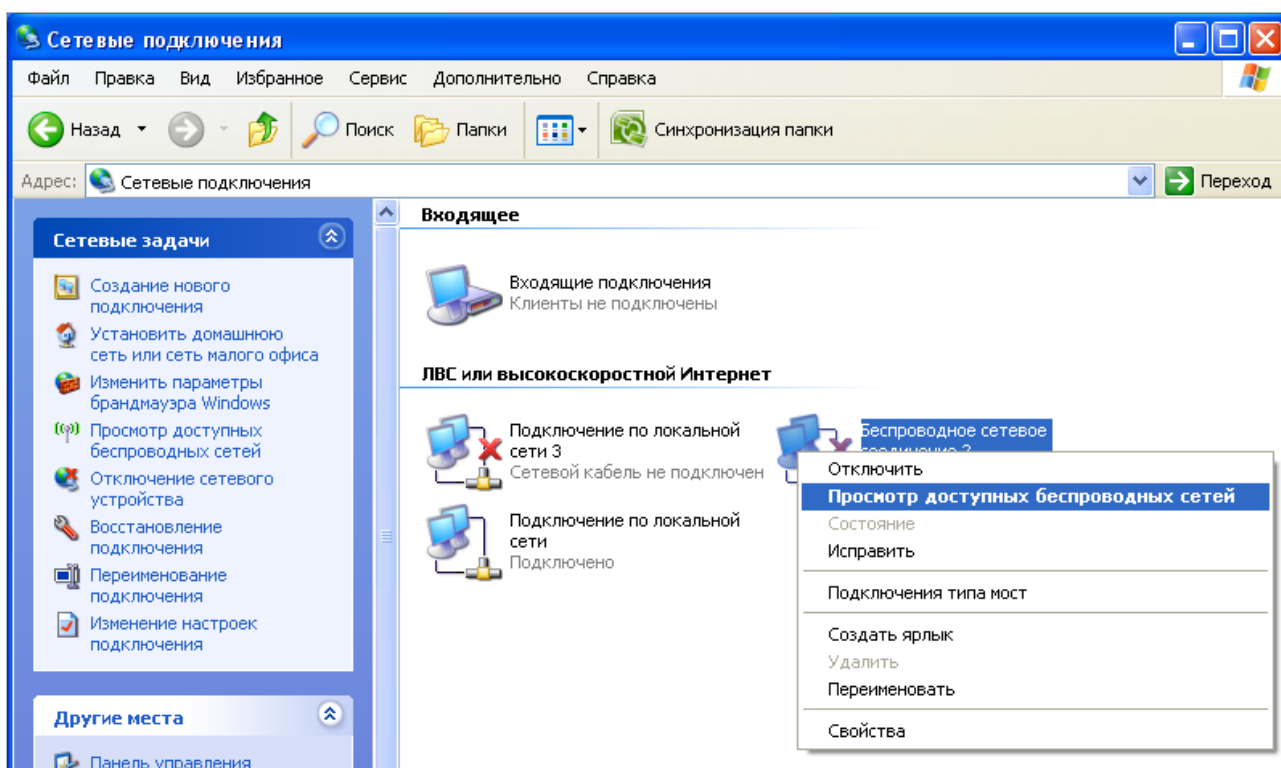 Сетевые подключения
Файл Правка Вид Избранное Сервис Дополнительно Справка
Назад Поиск Папки Синхронизация папки
Адрес: Сетевые подключения Переход
Сетевые задачи
Создание нового
подключения
Установить домашнюю
сеть или сеть малого офиса
Изменить параметры
брандмауэра Windows
Просмотр доступных
беспроводных сетей
Отключение сетевого
устройства
Восстановление
подключения
Переименование
подключения
Изменение настроек
подключения
Другие места
Панель управления
Входящее
Входящие подключения
Клиенты не подключены
ЛВС или высокоскоростной Интернет
Подключение по локальной
сети 3
Сетевой кабель не подключен
Беспроводное сетевое
Подключение по локальной
сети
Подключено
Отключить
Просмотр доступных беспроводных сетей
Состояние
Исправить
Подключения типа мост
Создать ярлык
Удалить
Переименовать
Свойства